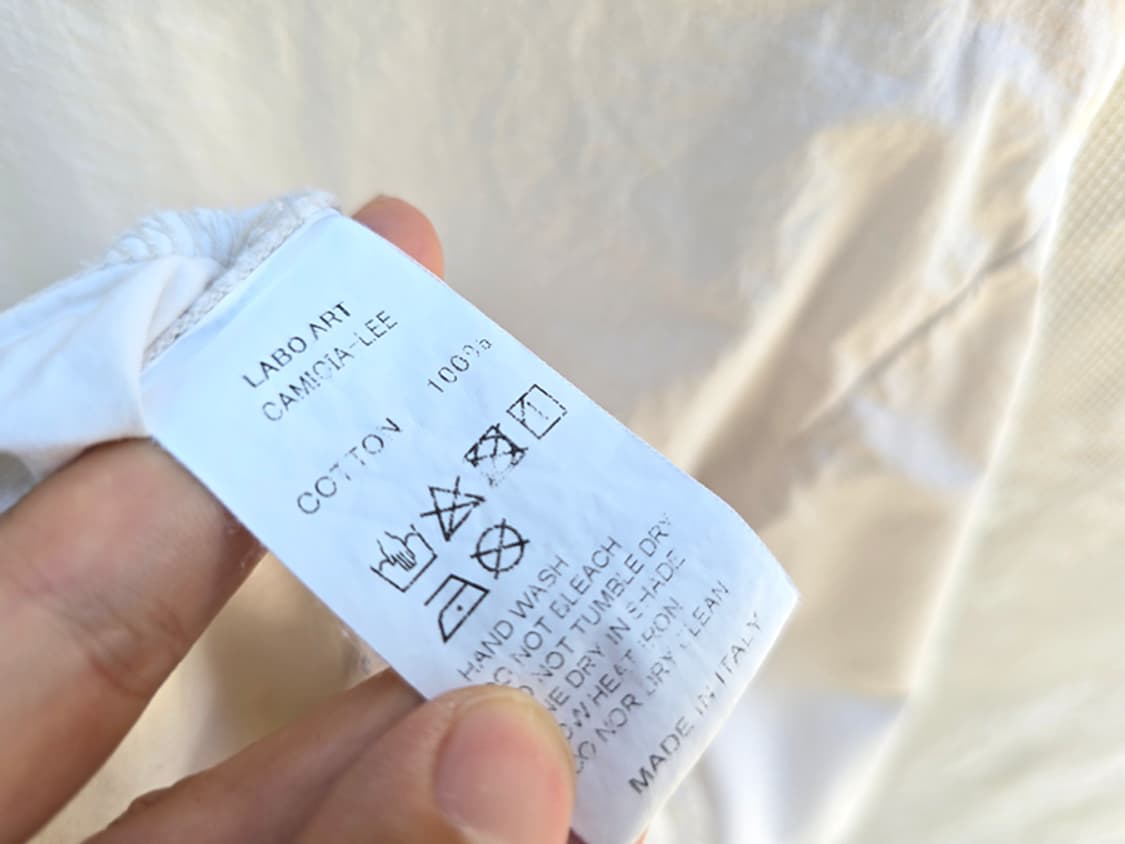 LABO ART
CAMICIA-LEE
COTTON 100%
HAND WASH
NOT BLEACH
NOT TUMBLE DRY
DRY IN SHADE
HEAT IRON
NOR DRY CLEAN
MADE IN ITALY